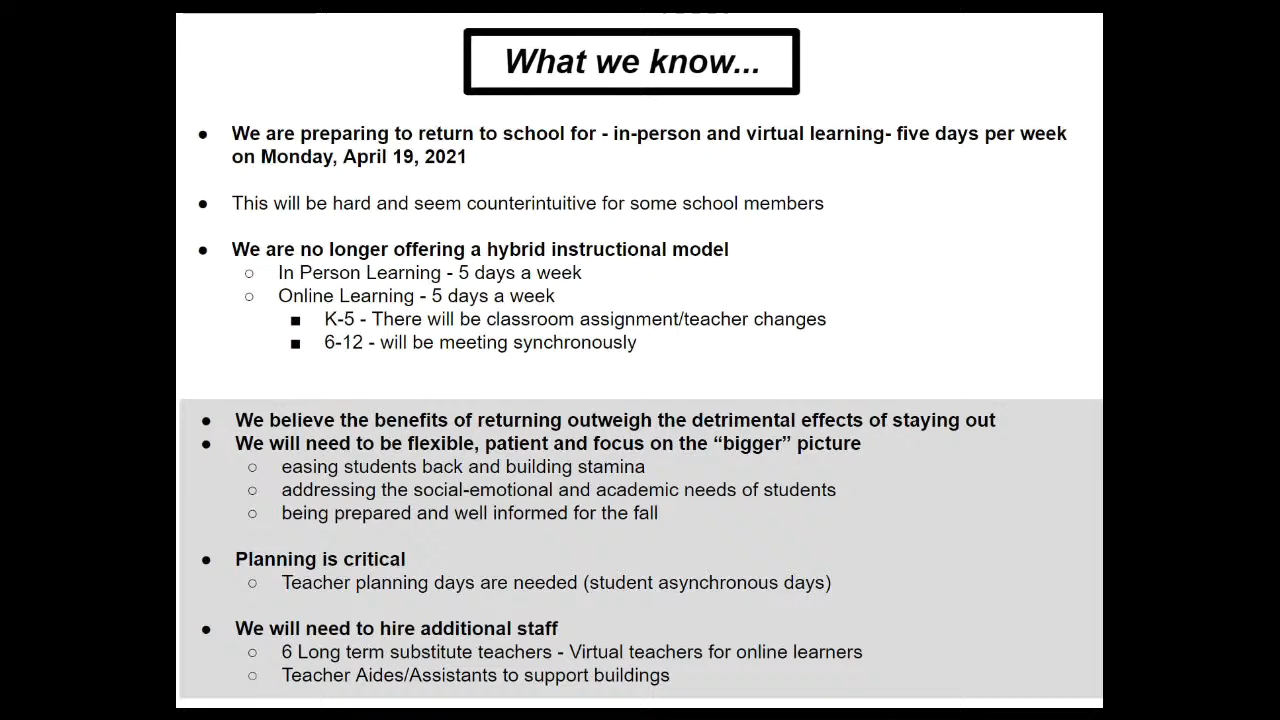 What we know...
● We are preparing to return to school for - in-person and virtual learning- five days per week
on Monday, April 19, 2021
● This will be hard and seem counterintuitive for some school members
● We are no longer offering a hybrid instructional model
○ In Person Learning - 5 days a week
○ Online Learning - 5 days a week
■ K-5 - There will be classroom assignment/teacher changes
■ 6-12 - will be meeting synchronously
● We believe the benefits of returning outweigh the detrimental effects of staying out
● We will need to be flexible, patient and focus on the “bigger” picture
○ easing students back and building stamina
○ addressing the social-emotional and academic needs of students
○ being prepared and well informed for the fall
● Planning is critical
○ Teacher planning days are needed (student asynchronous days)
● We will need to hire additional staff
○ 6 Long term substitute teachers - Virtual teachers for online learners
○ Teacher Aides/Assistants to support buildings